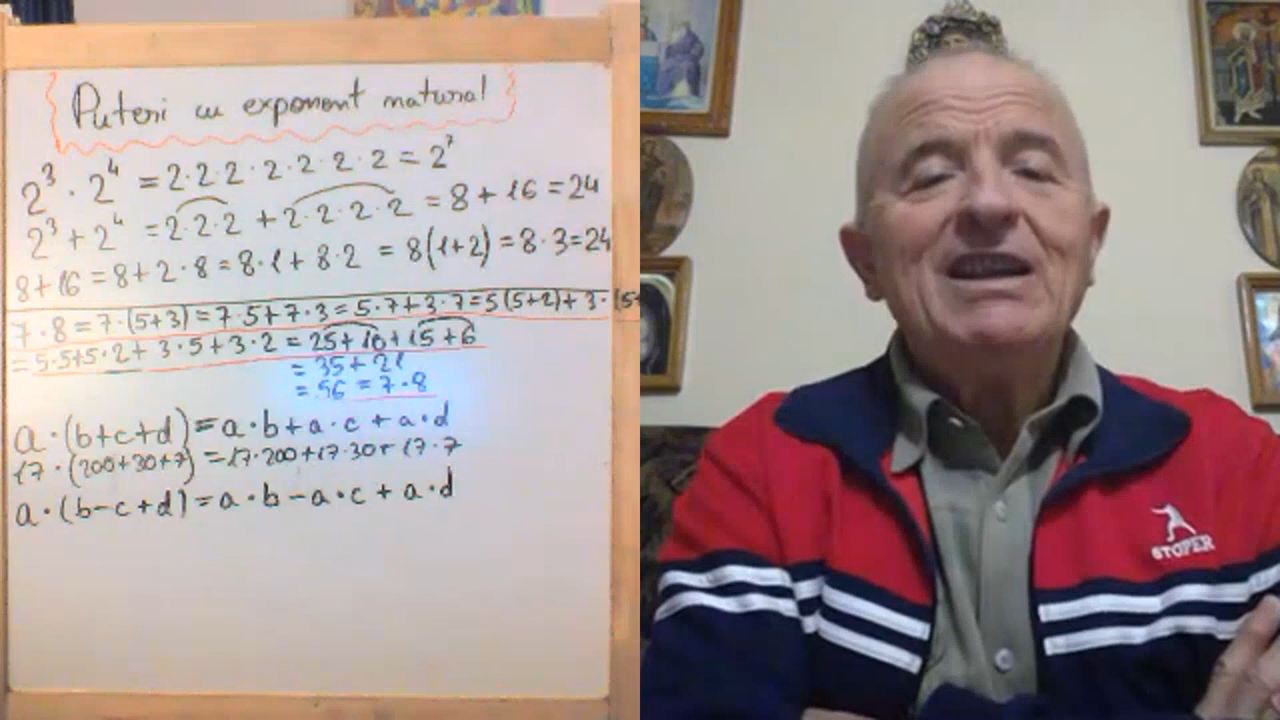 Puteri cu exponent natural
2³ · 2⁴ = 2·2·2·2·2·2·2 = 2⁷
2³ + 2⁴ = 2·2·2 + 2·2·2·2 = 8 + 16 = 24
8+16 = 8+2·8 = 8·1 + 8·2 = 8(1+2) = 8·3=24
7·8 = 7·(5+3) = 7·5+7·3 = 5·7+3·7 = 5(5+2)+3·(5+
= 5·5+5·2+3·5+3·2 = 25+10+15+6
= 35+21
= 56 = 7·8
a·(b+c+d) = a·b+a·c+a·d
17·(200+30+7) = 17·200+17·30+17·7
a·(b-c+d) = a·b-a·c+a·d
STOPER